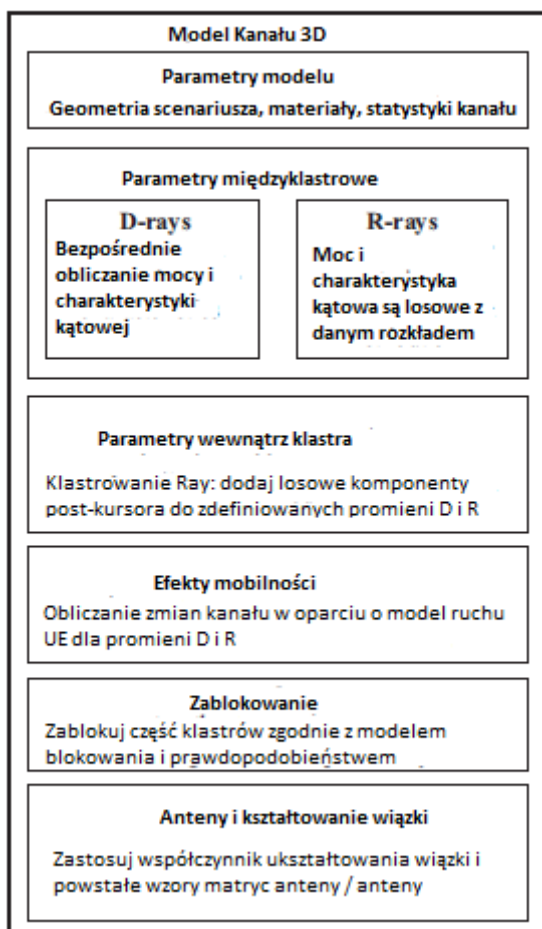 Model Kanału 3D
Parametry modelu
Geometria scenariusza, materiały, statystyki kanału
Parametry międzyklastrowe
D-rays
Bezpośrednie
obliczanie mocy i
charakterystyki
kątowej
R-rays
Moc i
charakterystyka
kątowa są losowe z
danym rozkładem
Parametry wewnątrz klastra
Klastrowanie Ray: dodaj losowe komponenty
post-kursora do zdefiniowanych promieni D i R
Efekty mobilności
Obliczanie zmian kanału w oparciu o model ruchu
UE dla promieni D i R
Zablokowanie
Zablokuj część klastrów zgodnie z modelem
blokowania i prawdopodobieństwem
Anteny i kształtowanie wiązki
Zastosuj współczynnik ukształtowania wiązki i
powstałe wzory matryc anteny / anteny